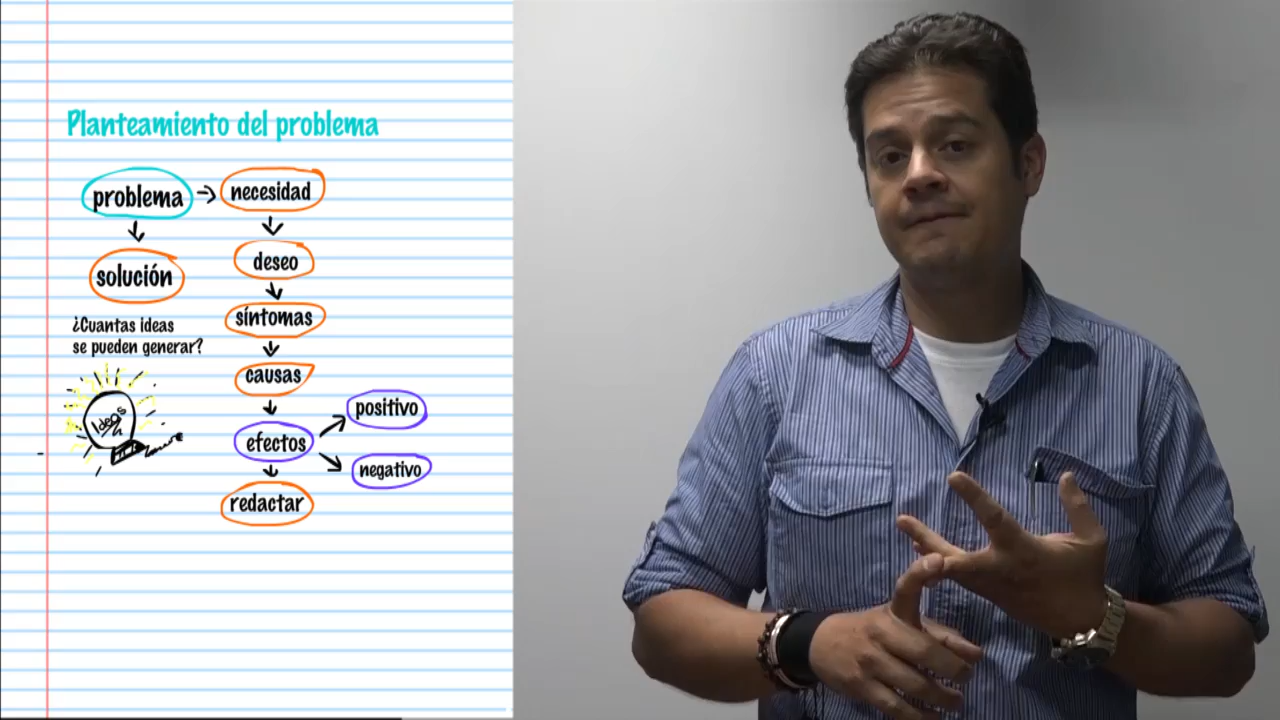 Planteamiento del problema
problema
necesidad
solución
deseo
¿Cuantas ideas
se pueden generar?
síntomas
causas
Ideas
efectos
positivo
negativo
redactar